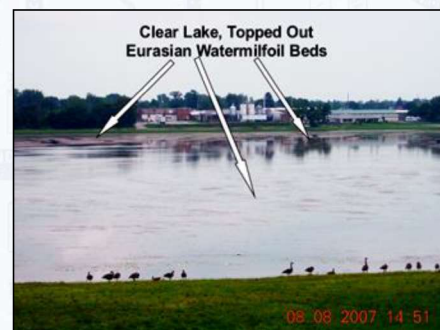 Clear Lake, Topped Out
Eurasian Watermilfoil Beds
08 08 2007 14 51